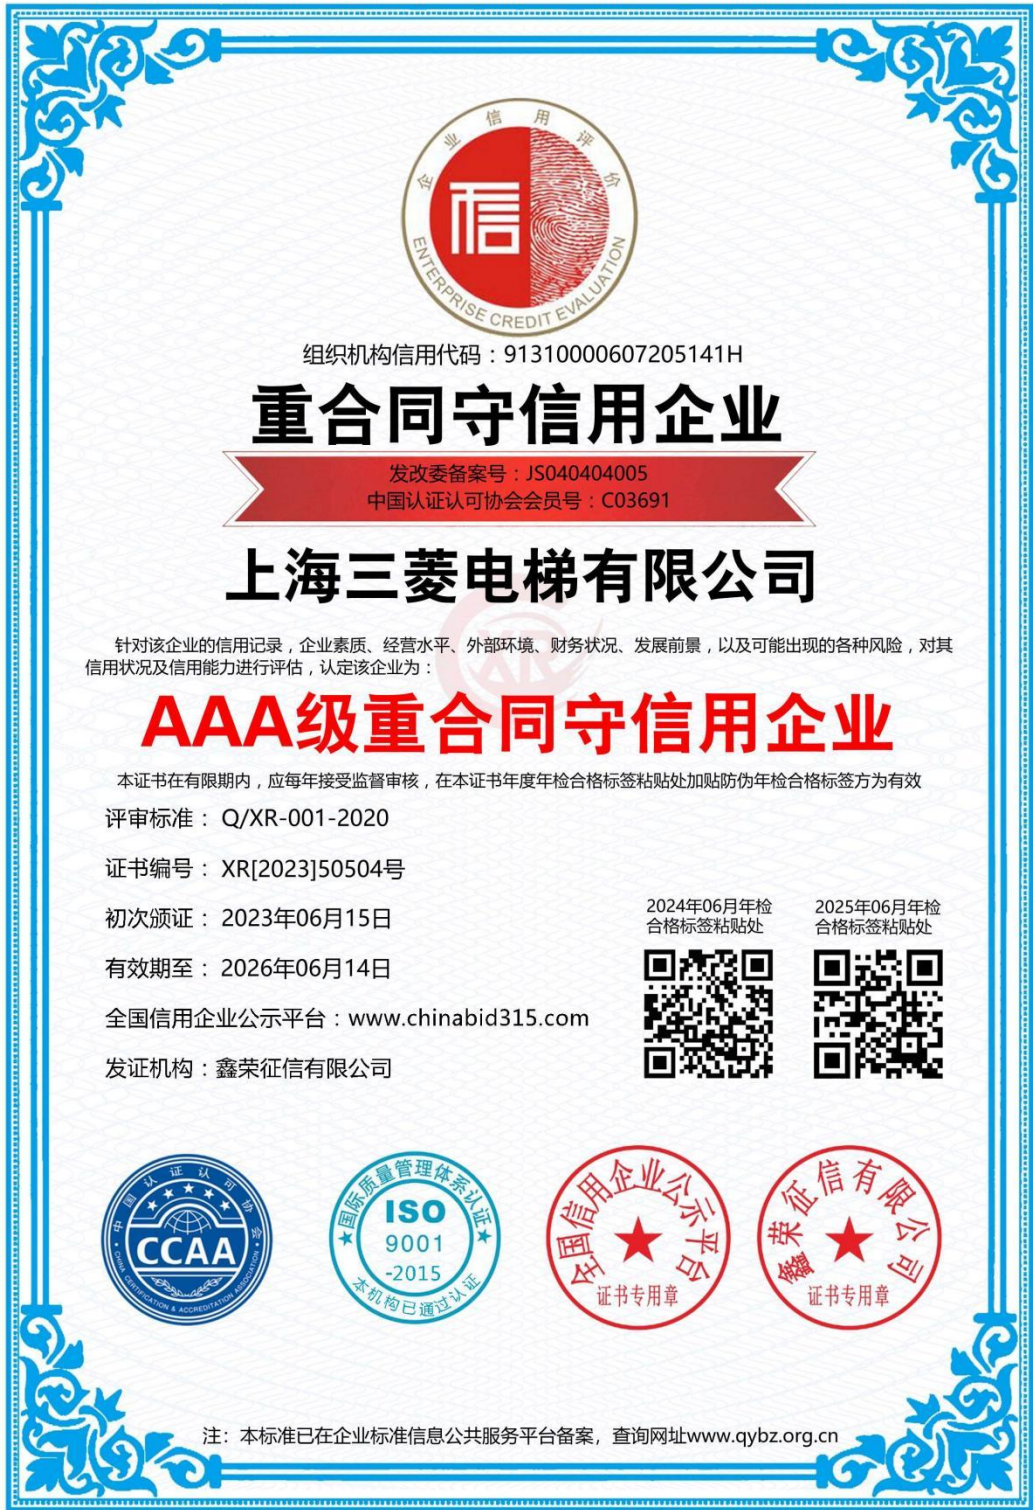 企业信用评价
ENTERPRISE CREDIT EVALUATION
信
组织机构信用代码：91310000607205141H
重合同守信用企业
发改委备案号：JS040404005
中国认证认可协会会员号：C03691
上海三菱电梯有限公司
针对该企业的信用记录，企业素质、经营水平、外部环境、财务状况、发展前景，以及可能出现的各种风险，对其
信用状况及信用能力进行评估，认定该企业为：
XR
AAA级重合同守信用企业
本证书在有限期内，应每年接受监督审核，在本证书年度年检合格标签粘贴处加贴防伪年检合格标签方为有效
评审标准： Q/XR-001-2020
证书编号： XR[2023]50504号
初次颁证： 2023年06月15日
有效期至： 2026年06月14日
全国信用企业公示平台：www.chinabid315.com
发证机构：鑫荣征信有限公司
2024年06月年检
合格标签粘贴处
2025年06月年检
合格标签粘贴处
中国认证认可协会
CCAA
CHINA CERTIFICATION & ACCREDITATION ASSOCIATION
国际质量管理体系认证
ISO
9001
-2015
本机构已通过认证
全国信用企业公示平台
证书专用章
鑫荣征信有限公司
证书专用章
注：本标准已在企业标准信息公共服务平台备案，查询网址www.qybz.org.cn